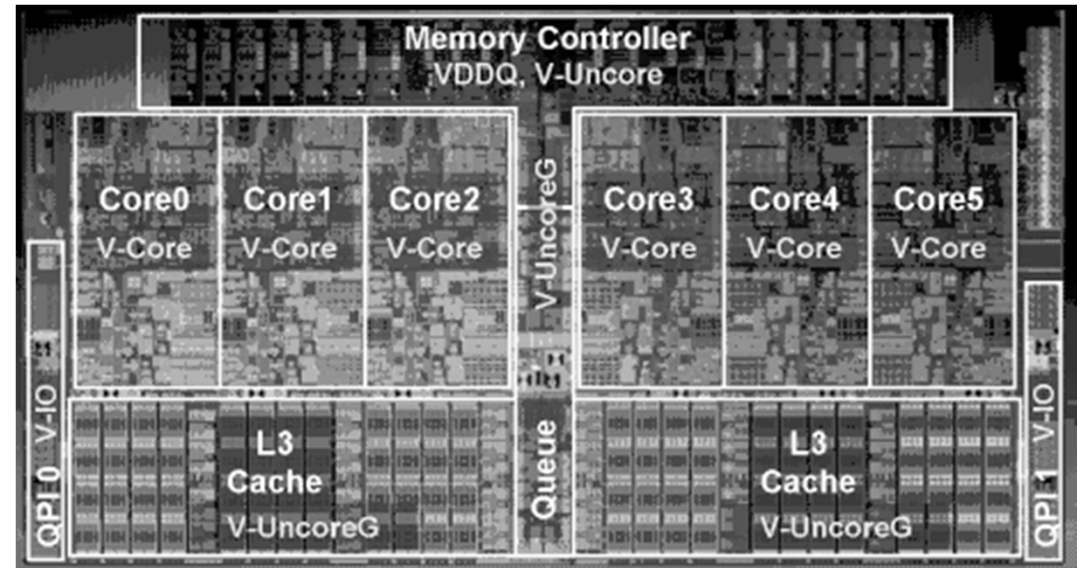 Memory Controller
VDDQ, V-Uncore
Core0
V-Core
Core1
V-Core
Core2
V-Core
V-UncoreG
Core3
V-Core
Core4
V-Core
Core5
V-Core
QPI 0 V-IO
L3
Cache
V-UncoreG
Queue
L3
Cache
V-UncoreG
QPI 1 V-IO